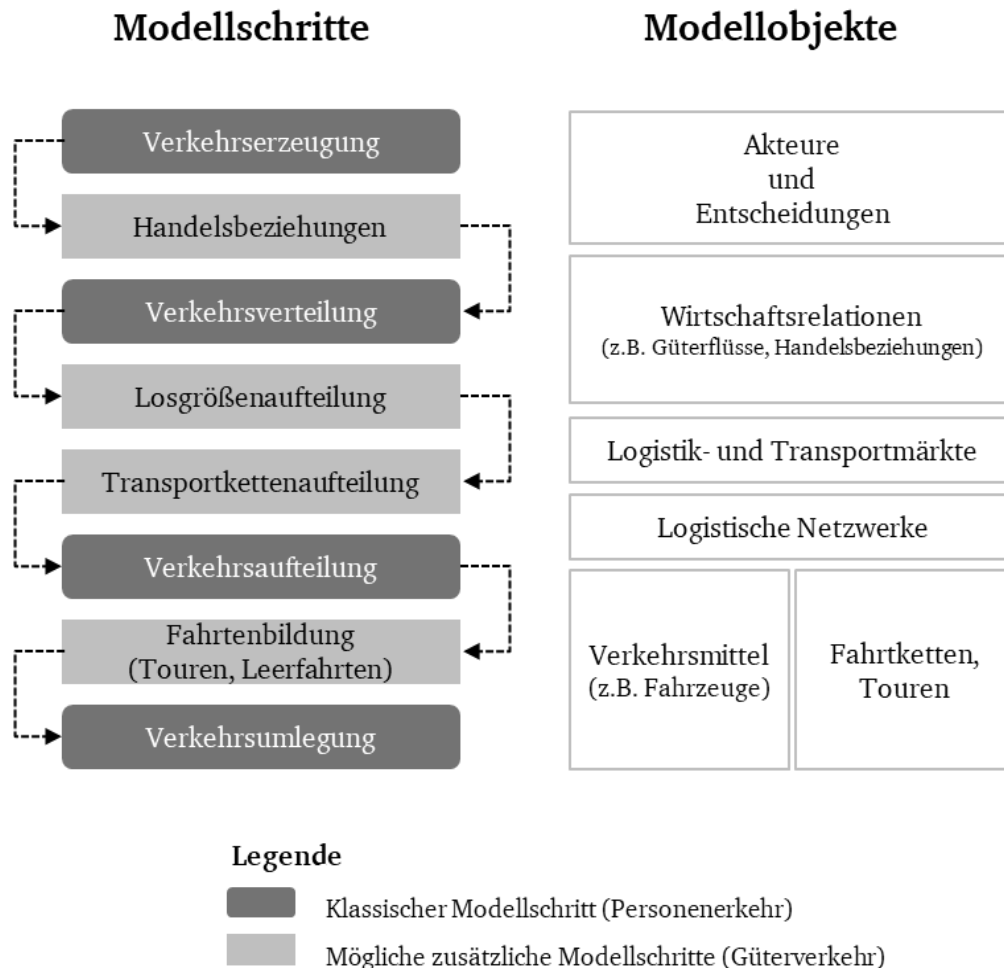 Modellschritte
Verkehrserzeugung
Handelsbeziehungen
Verkehrsverteilung
Losgrößenaufteilung
Transportkettenaufteilung
Verkehrsaufteilung
Fahrtenbildung
(Touren, Leerfahrten)
Verkehrsumlegung
Modellobjekte
Akteure
und
Entscheidungen
Wirtschaftsrelationen
(z.B. Güterflüsse, Handelsbeziehungen)
Logistik- und Transportmärkte
Logistische Netzwerke
Verkehrsmittel
(z.B. Fahrzeuge)
Fahrtketten,
Touren
Legende
Klassischer Modellschritt (Personenerkehr)
Mögliche zusätzliche Modellschritte (Güterverkehr)